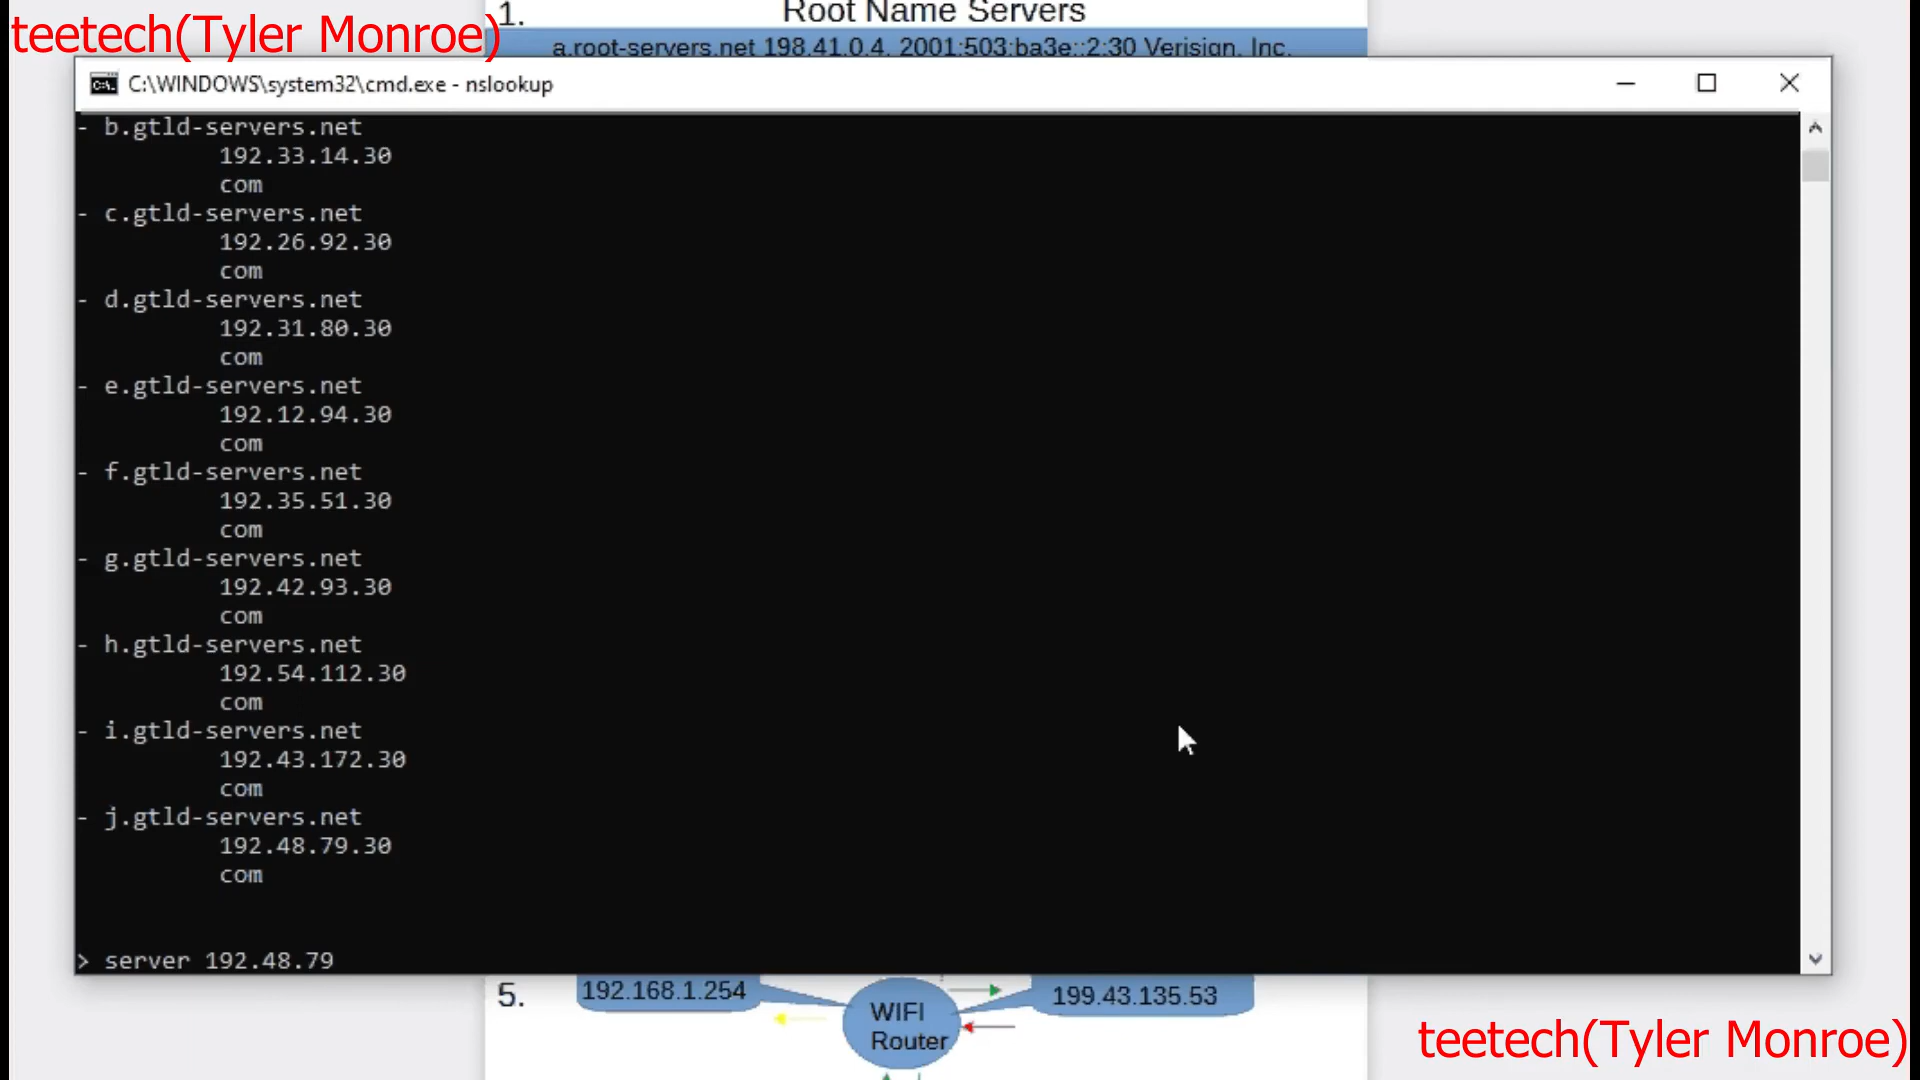 1.
Root Name Servers
teetech(Tyler Monroe)
a.root-servers.net 198.41.0.4, 2001:503:ba3e::2:30 Verisign, Inc.
C:\WINDOWS\system32\cmd.exe - nslookup
- b.gtld-servers.net
192.33.14.30
com
- c.gtld-servers.net
192.26.92.30
com
- d.gtld-servers.net
192.31.80.30
com
- e.gtld-servers.net
192.12.94.30
com
- f.gtld-servers.net
192.35.51.30
com
- g.gtld-servers.net
192.42.93.30
com
- h.gtld-servers.net
192.54.112.30
com
- i.gtld-servers.net
192.43.172.30
com
- j.gtld-servers.net
192.48.79.30
com
> server 192.48.79
5.
192.168.1.254
WIFI
Router
199.43.135.53
teetech(Tyler Monroe)